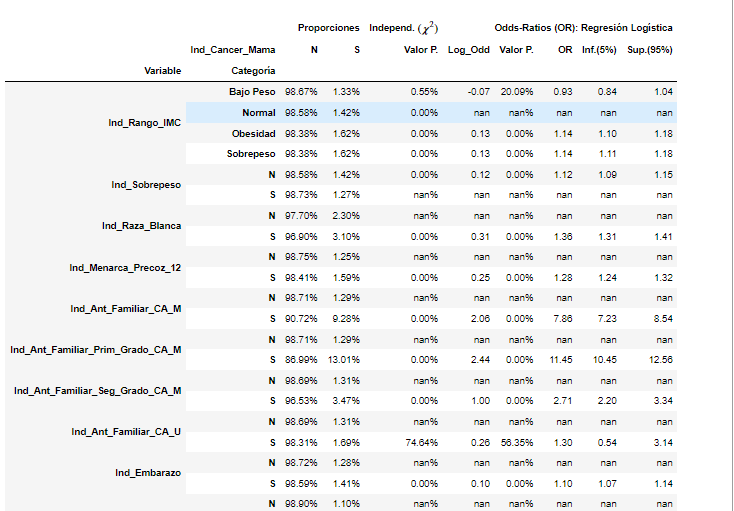 Proporciones Independ. (χ²) Odds-Ratios (OR): Regresión Logística
Ind_Cancer_Mama N S Valor P. Log_Odd Valor P. OR Inf.(5%) Sup.(95%)
Variable Categoría
Ind_Rango_IMC Bajo Peso 98.67% 1.33% 0.55% -0.07 20.09% 0.93 0.84 1.04
Normal 98.58% 1.42% 0.00% nan nan% nan nan nan
Obesidad 98.38% 1.62% 0.00% 0.13 0.00% 1.14 1.10 1.18
Sobrepeso 98.38% 1.62% 0.00% 0.13 0.00% 1.14 1.11 1.18
Ind_Sobrepeso N 98.58% 1.42% 0.00% 0.12 0.00% 1.12 1.09 1.15
S 98.73% 1.27% nan% nan nan% nan nan nan
Ind_Raza_Blanca N 97.70% 2.30% 0.00% nan nan% nan nan nan
S 96.90% 3.10% 0.00% 0.31 0.00% 1.36 1.31 1.41
Ind_Menarca_Precoz_12 N 98.75% 1.25% 0.00% nan nan% nan nan nan
S 98.41% 1.59% 0.00% 0.25 0.00% 1.28 1.24 1.32
Ind_Ant_Familiar_CA_M N 98.71% 1.29% 0.00% nan nan% nan nan nan
S 90.72% 9.28% 0.00% 2.06 0.00% 7.86 7.23 8.54
Ind_Ant_Familiar_Prim_Grado_CA_M N 98.71% 1.29% nan% nan nan% nan nan nan
S 86.99% 13.01% 0.00% 2.44 0.00% 11.45 10.45 12.56
Ind_Ant_Familiar_Seg_Grado_CA_M N 98.69% 1.31% nan% nan nan% nan nan nan
S 96.53% 3.47% 0.00% 1.00 0.00% 2.71 2.20 3.34
Ind_Ant_Familiar_CA_U N 98.69% 1.31% nan% nan nan% nan nan nan
S 98.31% 1.69% 74.64% 0.26 56.35% 1.30 0.54 3.14
Ind_Embarazo N 98.72% 1.28% nan% nan nan% nan nan nan
S 98.59% 1.41% 0.00% 0.10 0.00% 1.10 1.07 1.14
N 98.90% 1.10% nan% nan nan% nan nan nan